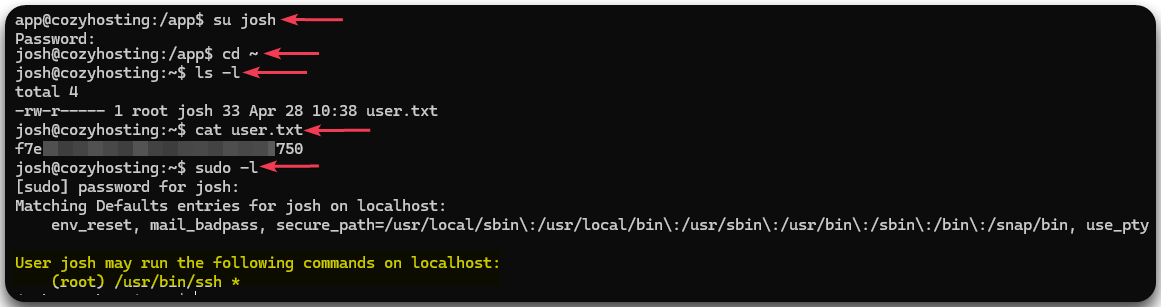 app@cozyhosting:/app$ su josh
Password:
josh@cozyhosting:/app$ cd ~
josh@cozyhosting:~$ ls -l
total 4
-rw-r----- 1 root josh 33 Apr 28 10:38 user.txt
josh@cozyhosting:~$ cat user.txt
f7e 750
josh@cozyhosting:~$ sudo -l
[sudo] password for josh:
Matching Defaults entries for josh on localhost:
    env_reset, mail_badpass, secure_path=/usr/local/sbin\:/usr/local/bin\:/usr/sbin\:/usr/bin\:/sbin\:/bin\:/snap/bin, use_pty
User josh may run the following commands on localhost:
    (root) /usr/bin/ssh *